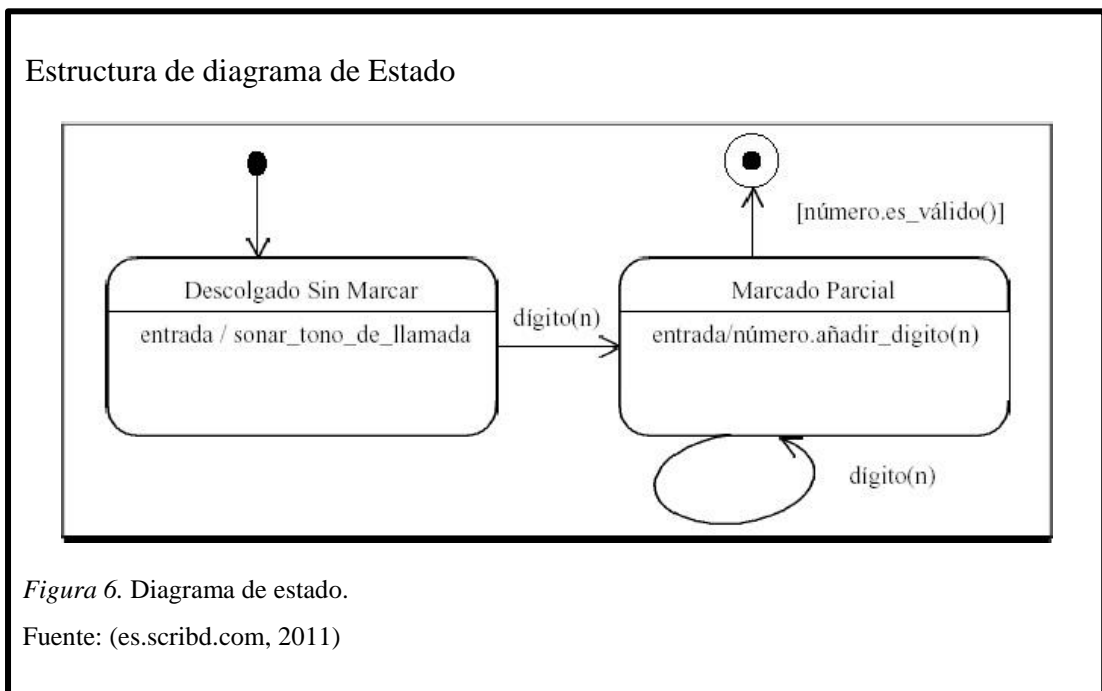 Estructura de diagrama de Estado
[número.es_válido()]
Descolgado Sin Marcar
entrada / sonar_tono_de_llamada
dígito(n)
Marcado Parcial
entrada/número.añadir_digito(n)
dígito(n)
Figura 6. Diagrama de estado.
Fuente: (es.scribd.com, 2011)